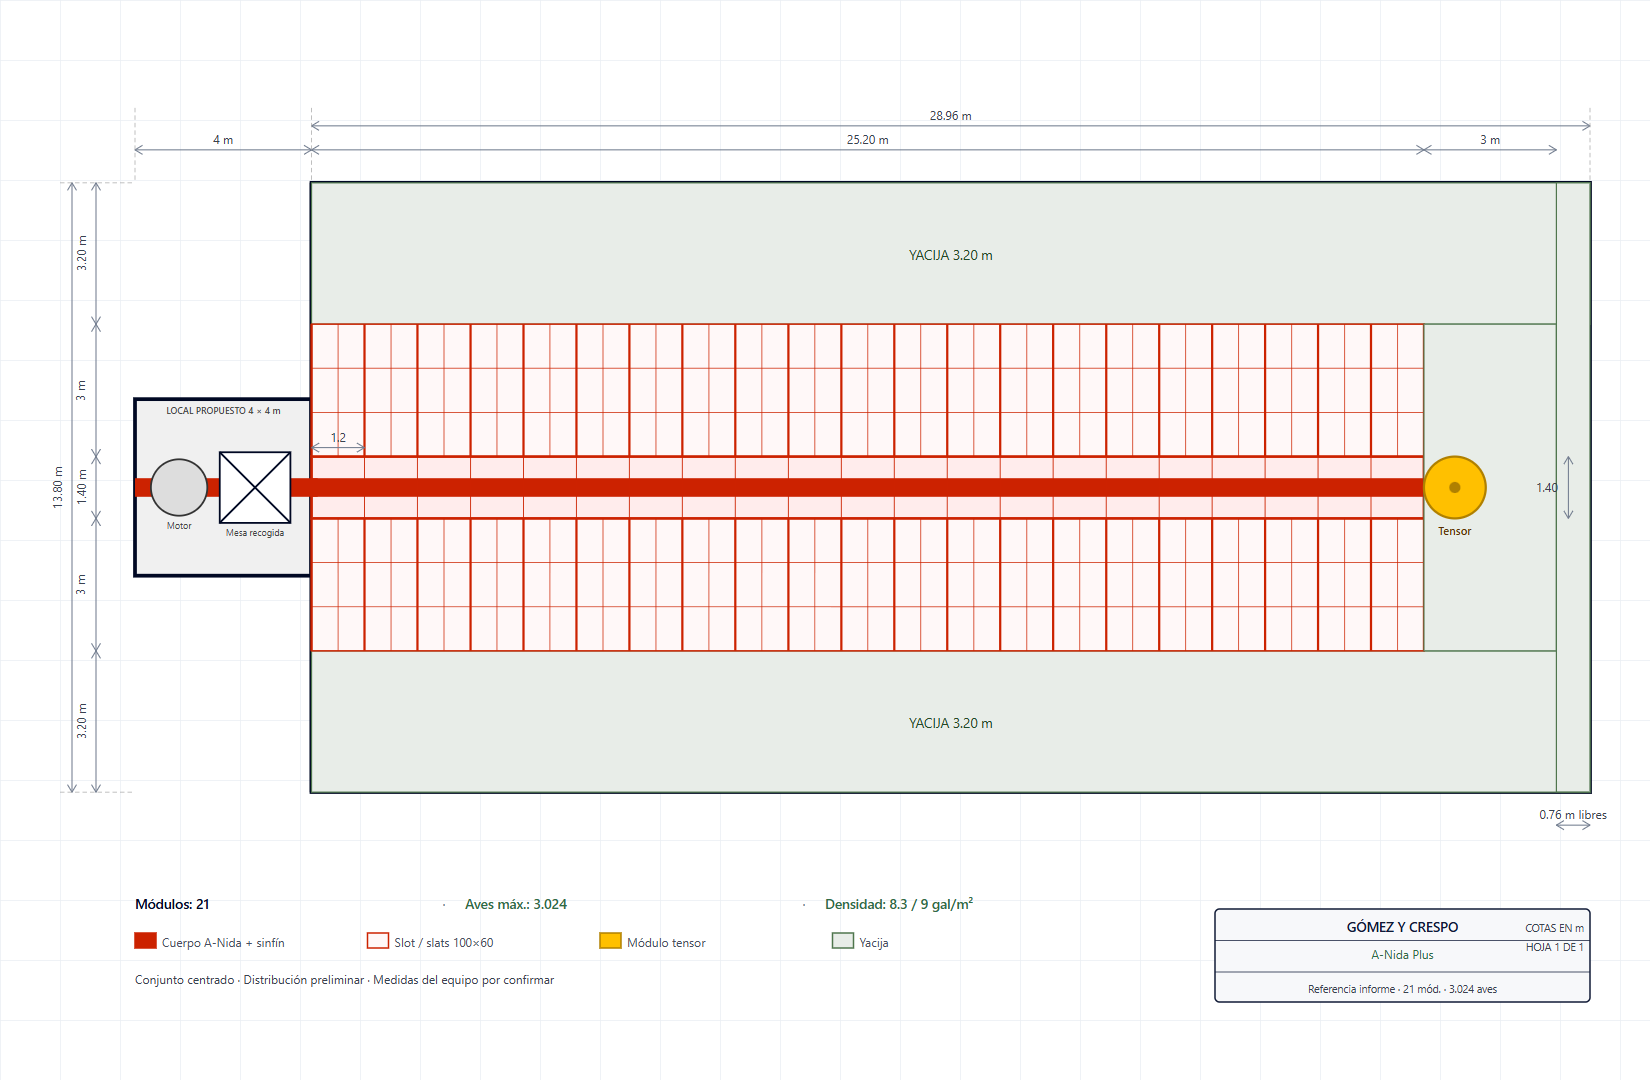 28.96 m
4 m
25.20 m
3 m
3.20 m
YACIJA 3.20 m
3 m
LOCAL PROPUESTO 4 × 4 m
1.2
13.80 m
1.40 m
1.40
Motor
Mesa recogida
Tensor
3 m
3.20 m
YACIJA 3.20 m
0.76 m libres
Módulos: 21
· Aves máx.: 3.024
· Densidad: 8.3 / 9 gal/m²
Cuerpo A-Nida + sinfín
Slot / slats 100×60
Módulo tensor
Yacija
Conjunto centrado · Distribución preliminar · Medidas del equipo por confirmar
GÓMEZ Y CRESPO
COTAS EN m
HOJA 1 DE 1
A-Nida Plus
Referencia informe · 21 mód. · 3.024 aves